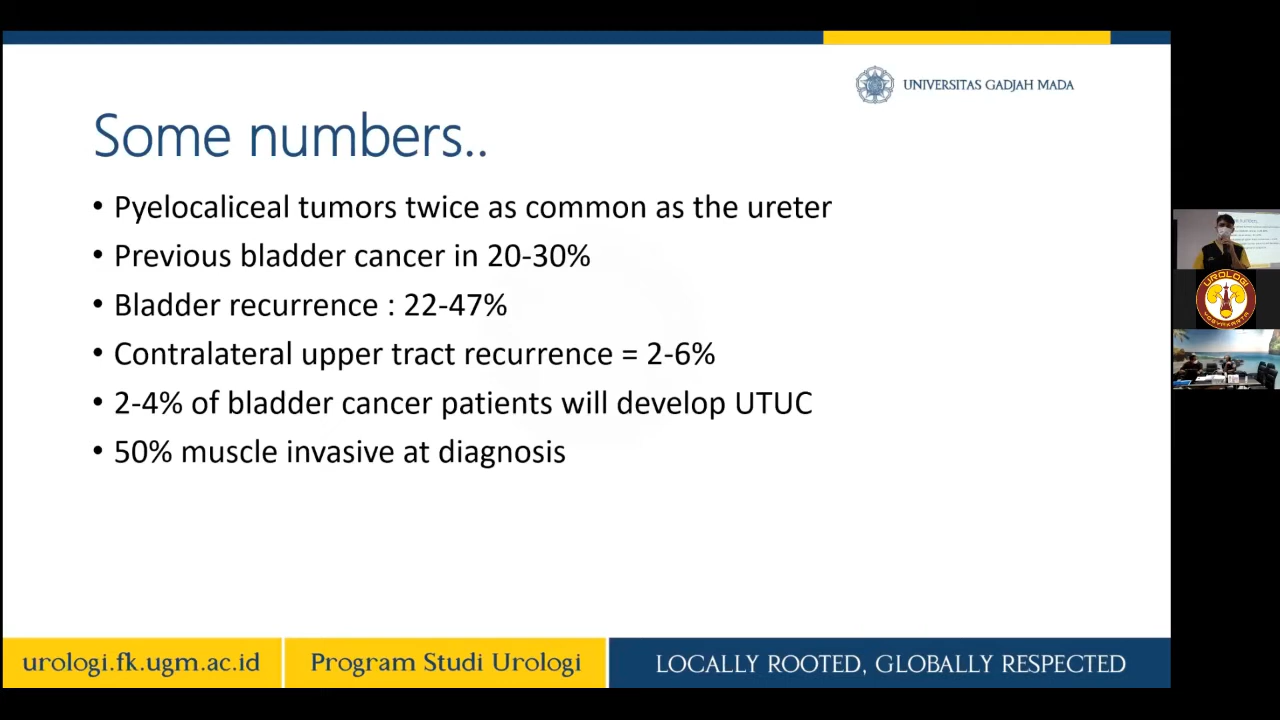 UNIVERSITAS GADJAH MADA
Some numbers..
• Pyelocaliceal tumors twice as common as the ureter
• Previous bladder cancer in 20-30%
• Bladder recurrence : 22-47%
• Contralateral upper tract recurrence = 2-6%
• 2-4% of bladder cancer patients will develop UTUC
• 50% muscle invasive at diagnosis
urologi.fk.ugm.ac.id
Program Studi Urologi
LOCALLY ROOTED, GLOBALLY RESPECTED
UROLOGI
YOGYAKARTA